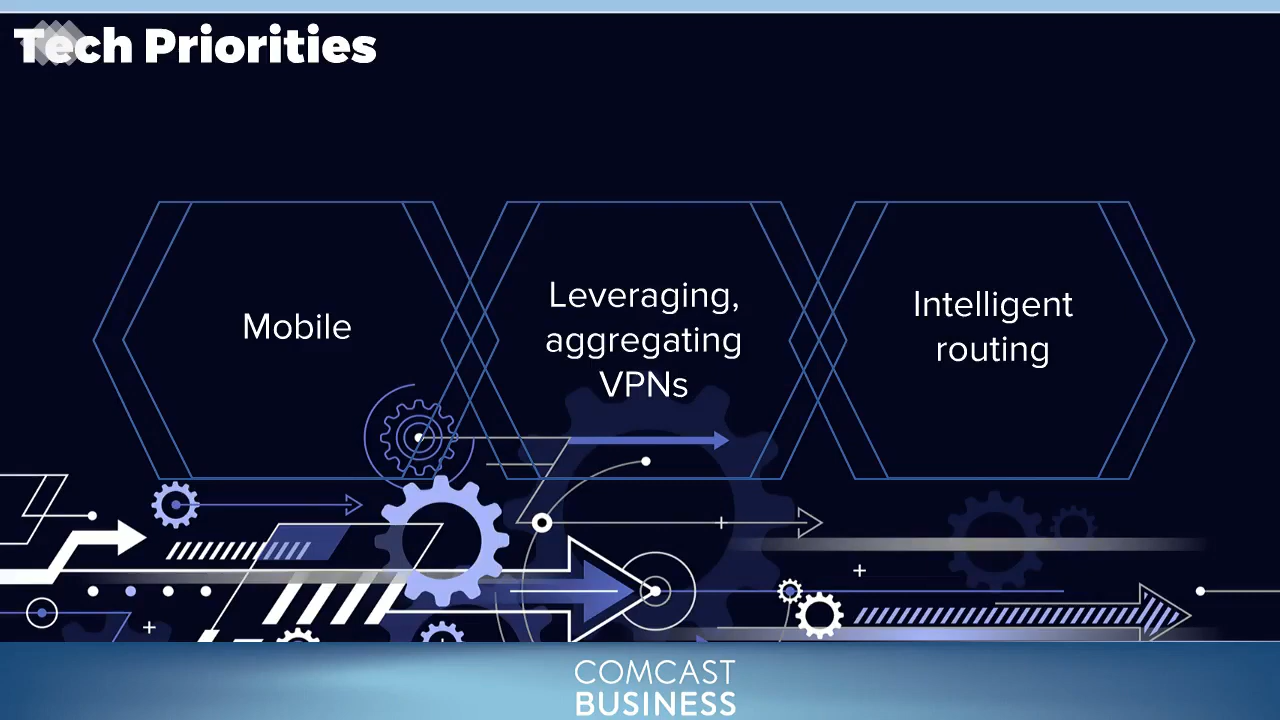 Tech Priorities
Mobile
Leveraging,
aggregating
VPNs
Intelligent
routing
COMCAST
BUSINESS